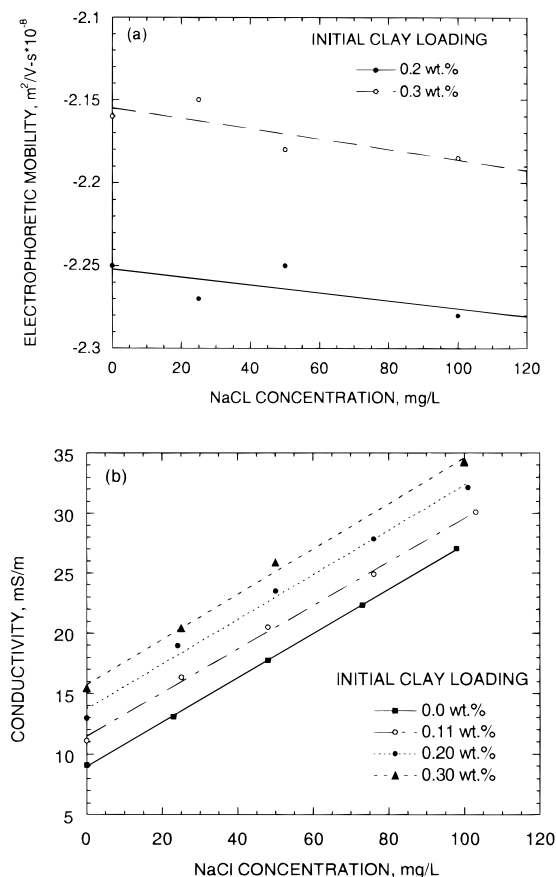 (a)
INITIAL CLAY LOADING
0.2 wt.%
0.3 wt.%
ELECTROPHORETIC MOBILITY, m²/V-s*10⁻⁸
-2.1
-2.15
-2.2
-2.25
-2.3
0
20
40
60
80
100
120
NaCL CONCENTRATION, mg/L
(b)
CONDUCTIVITY, mS/m
35
30
25
20
15
10
5
INITIAL CLAY LOADING
0.0 wt.%
0.11 wt.%
0.20 wt.%
0.30 wt.%
0
20
40
60
80
100
120
NaCl CONCENTRATION, mg/L